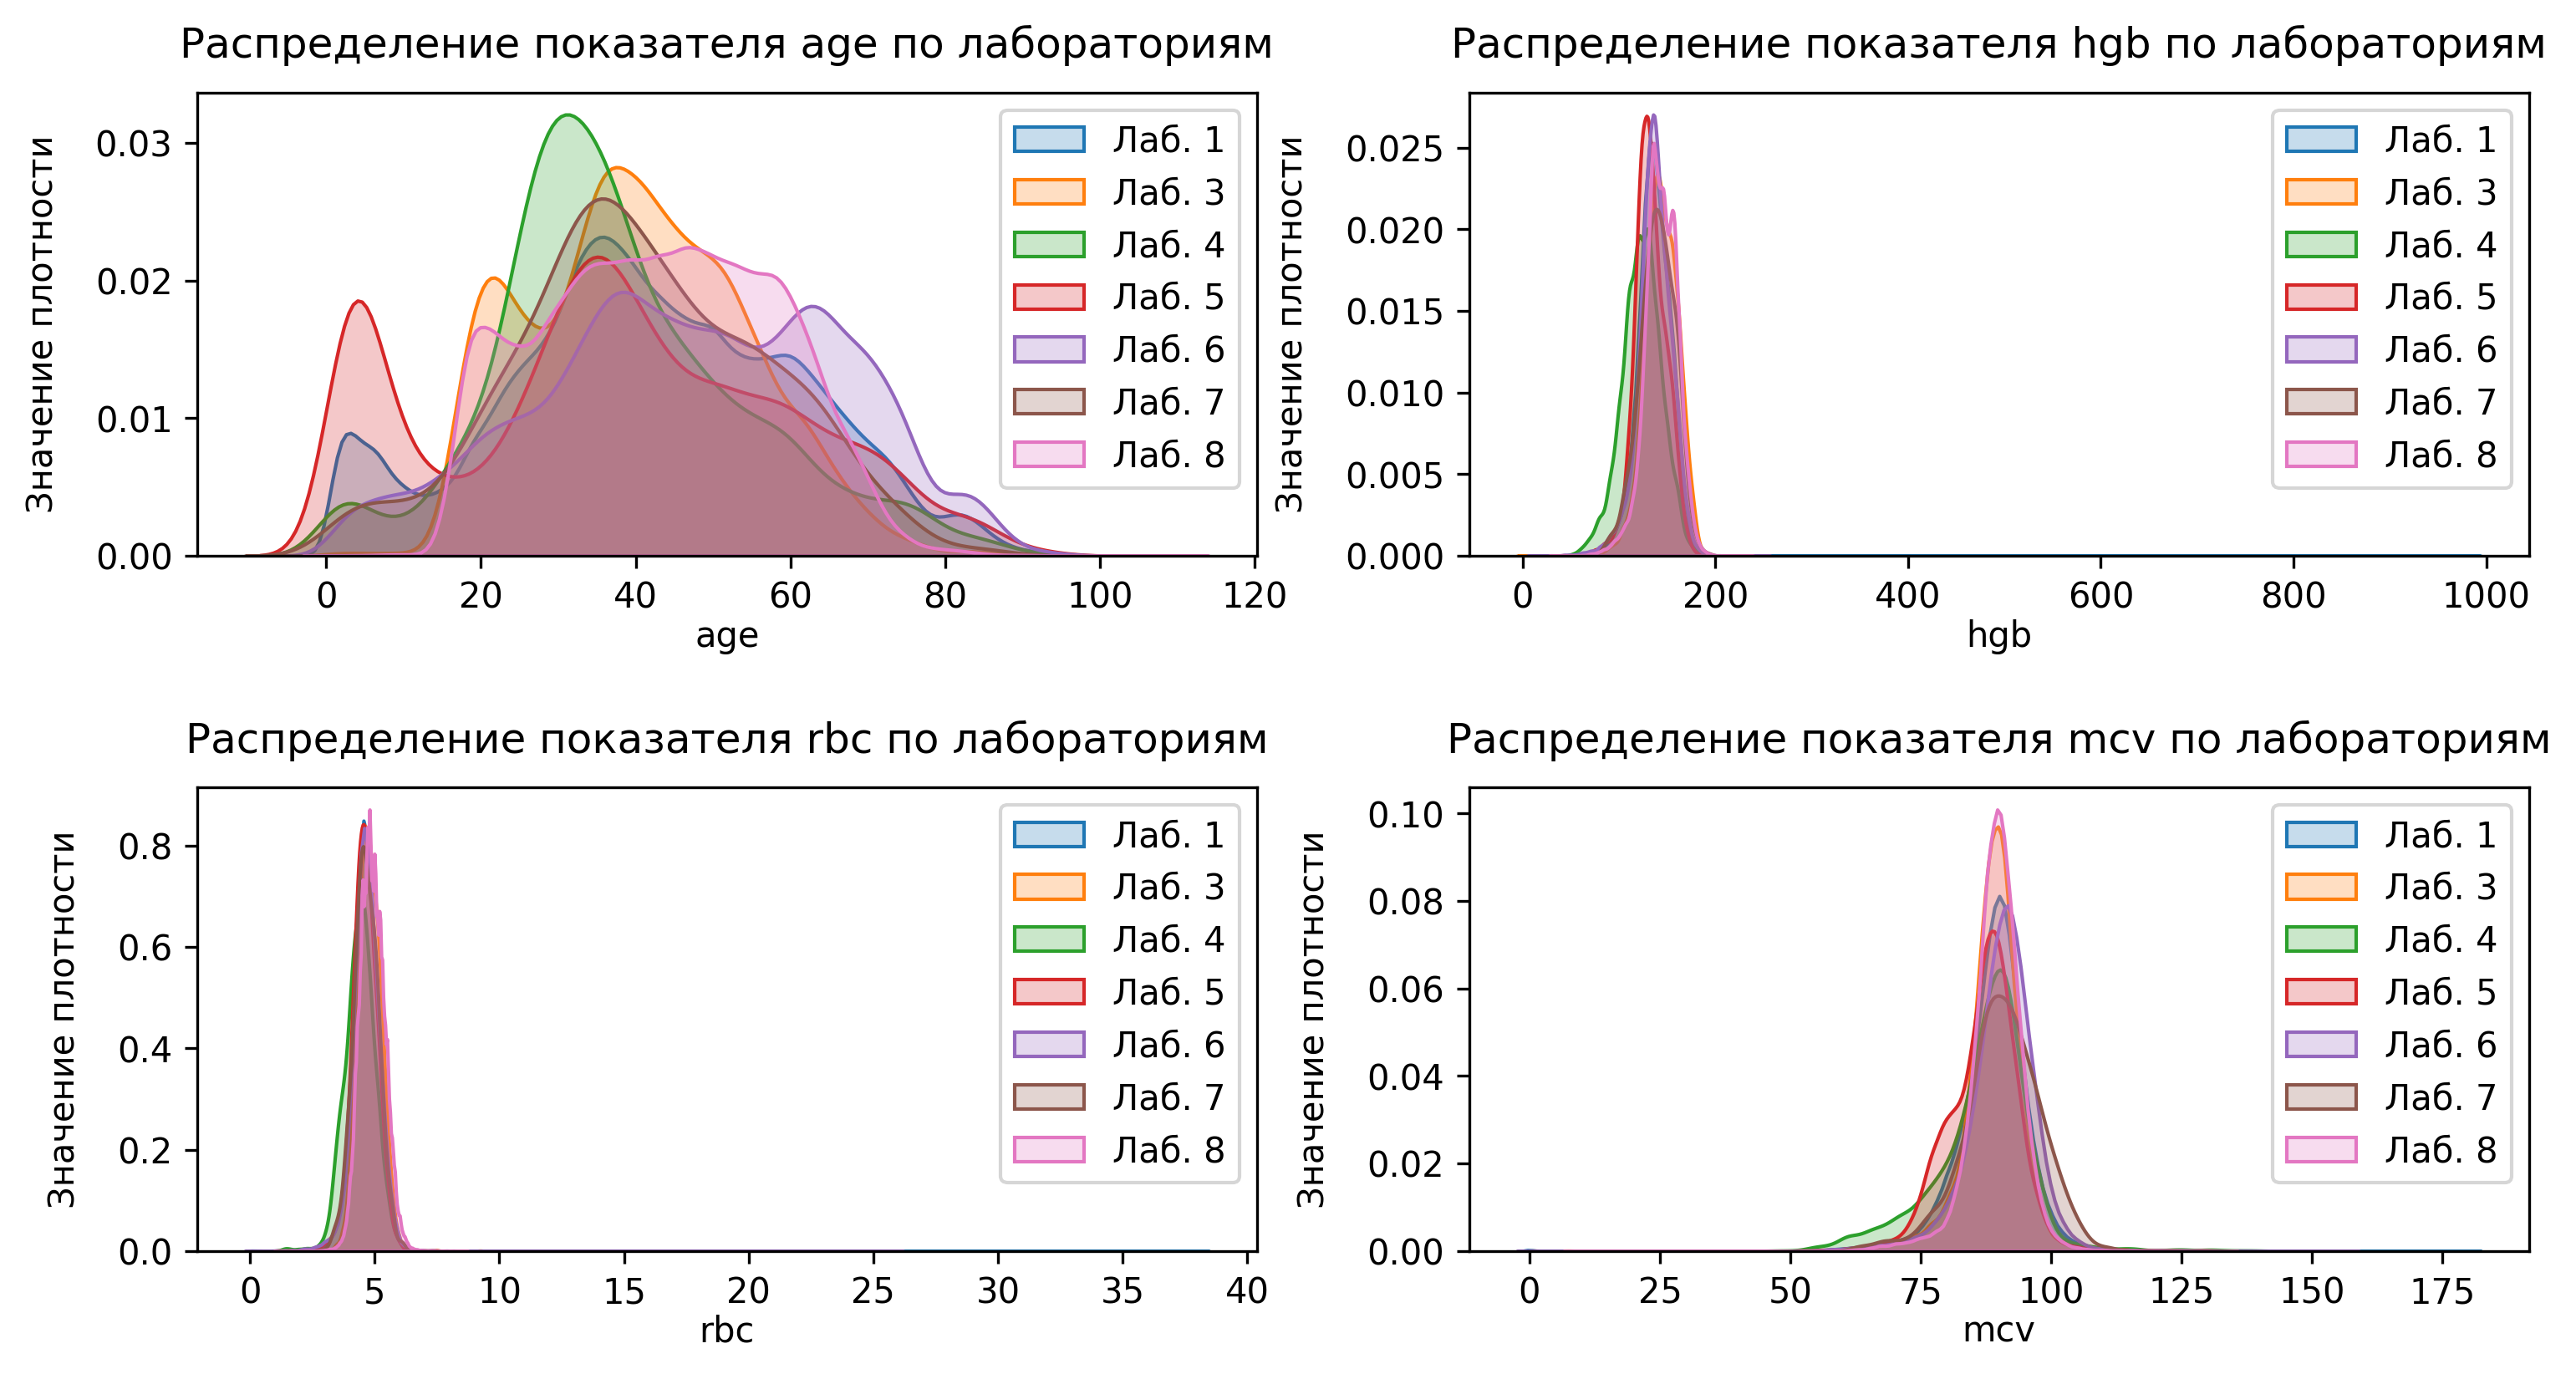 Распределение показателя age по лабораториям
Значение плотности
0.03
0.02
0.01
0.00
0 20 40 60 80 100 120
age
Лаб. 1
Лаб. 3
Лаб. 4
Лаб. 5
Лаб. 6
Лаб. 7
Лаб. 8
Распределение показателя hgb по лабораториям
Значение плотности
0.025
0.020
0.015
0.010
0.005
0.000
0 200 400 600 800 1000
hgb
Лаб. 1
Лаб. 3
Лаб. 4
Лаб. 5
Лаб. 6
Лаб. 7
Лаб. 8
Распределение показателя rbc по лабораториям
Значение плотности
0.8
0.6
0.4
0.2
0.0
0 5 10 15 20 25 30 35 40
rbc
Лаб. 1
Лаб. 3
Лаб. 4
Лаб. 5
Лаб. 6
Лаб. 7
Лаб. 8
Распределение показателя mcv по лабораториям
Значение плотности
0.10
0.08
0.06
0.04
0.02
0.00
0 25 50 75 100 125 150 175
mcv
Лаб. 1
Лаб. 3
Лаб. 4
Лаб. 5
Лаб. 6
Лаб. 7
Лаб. 8